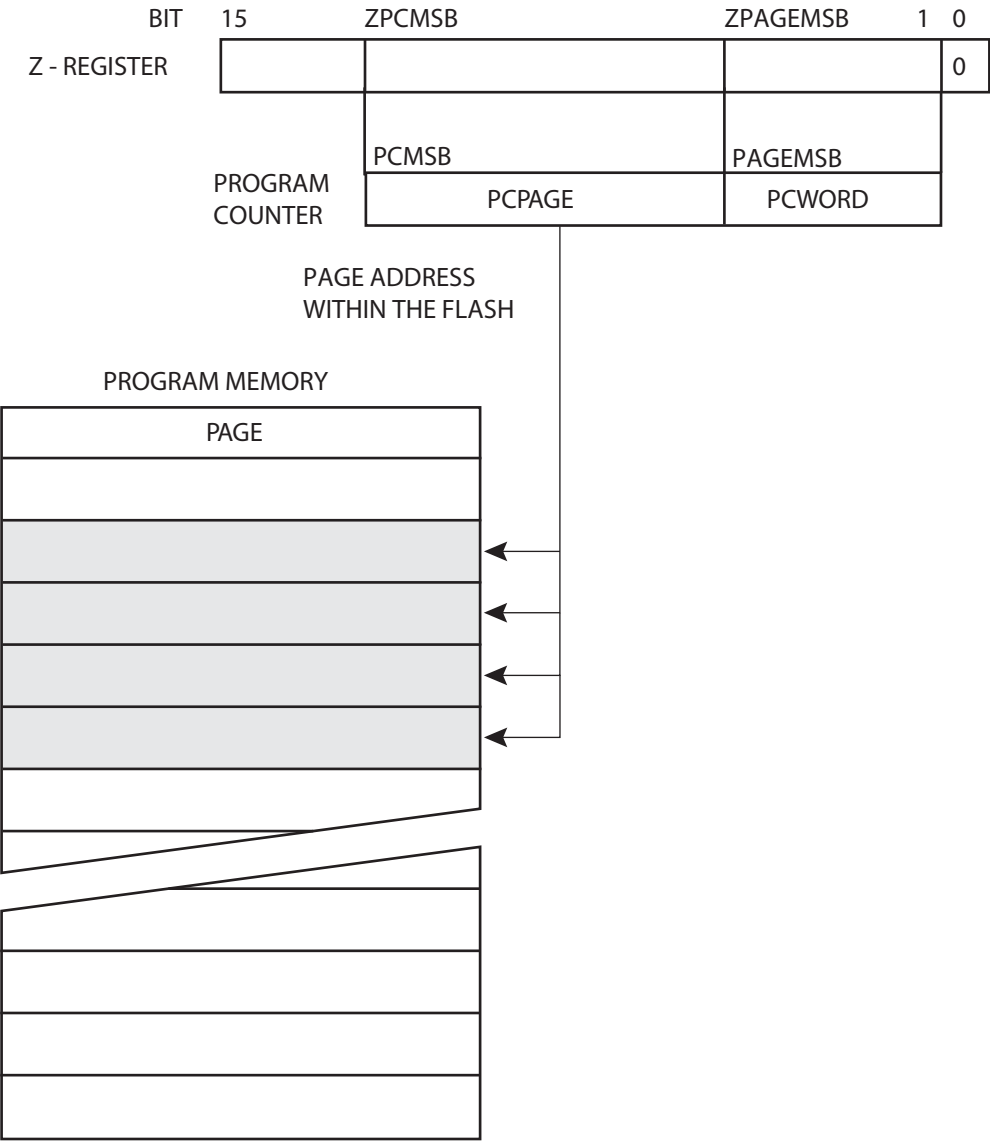 BIT 15 ZPCMSB ZPAGEMSB 1 0
Z - REGISTER 0
PCMSB PAGEMSB
PROGRAM
COUNTER
PCPAGE PCWORD
PAGE ADDRESS
WITHIN THE FLASH
PROGRAM MEMORY
PAGE